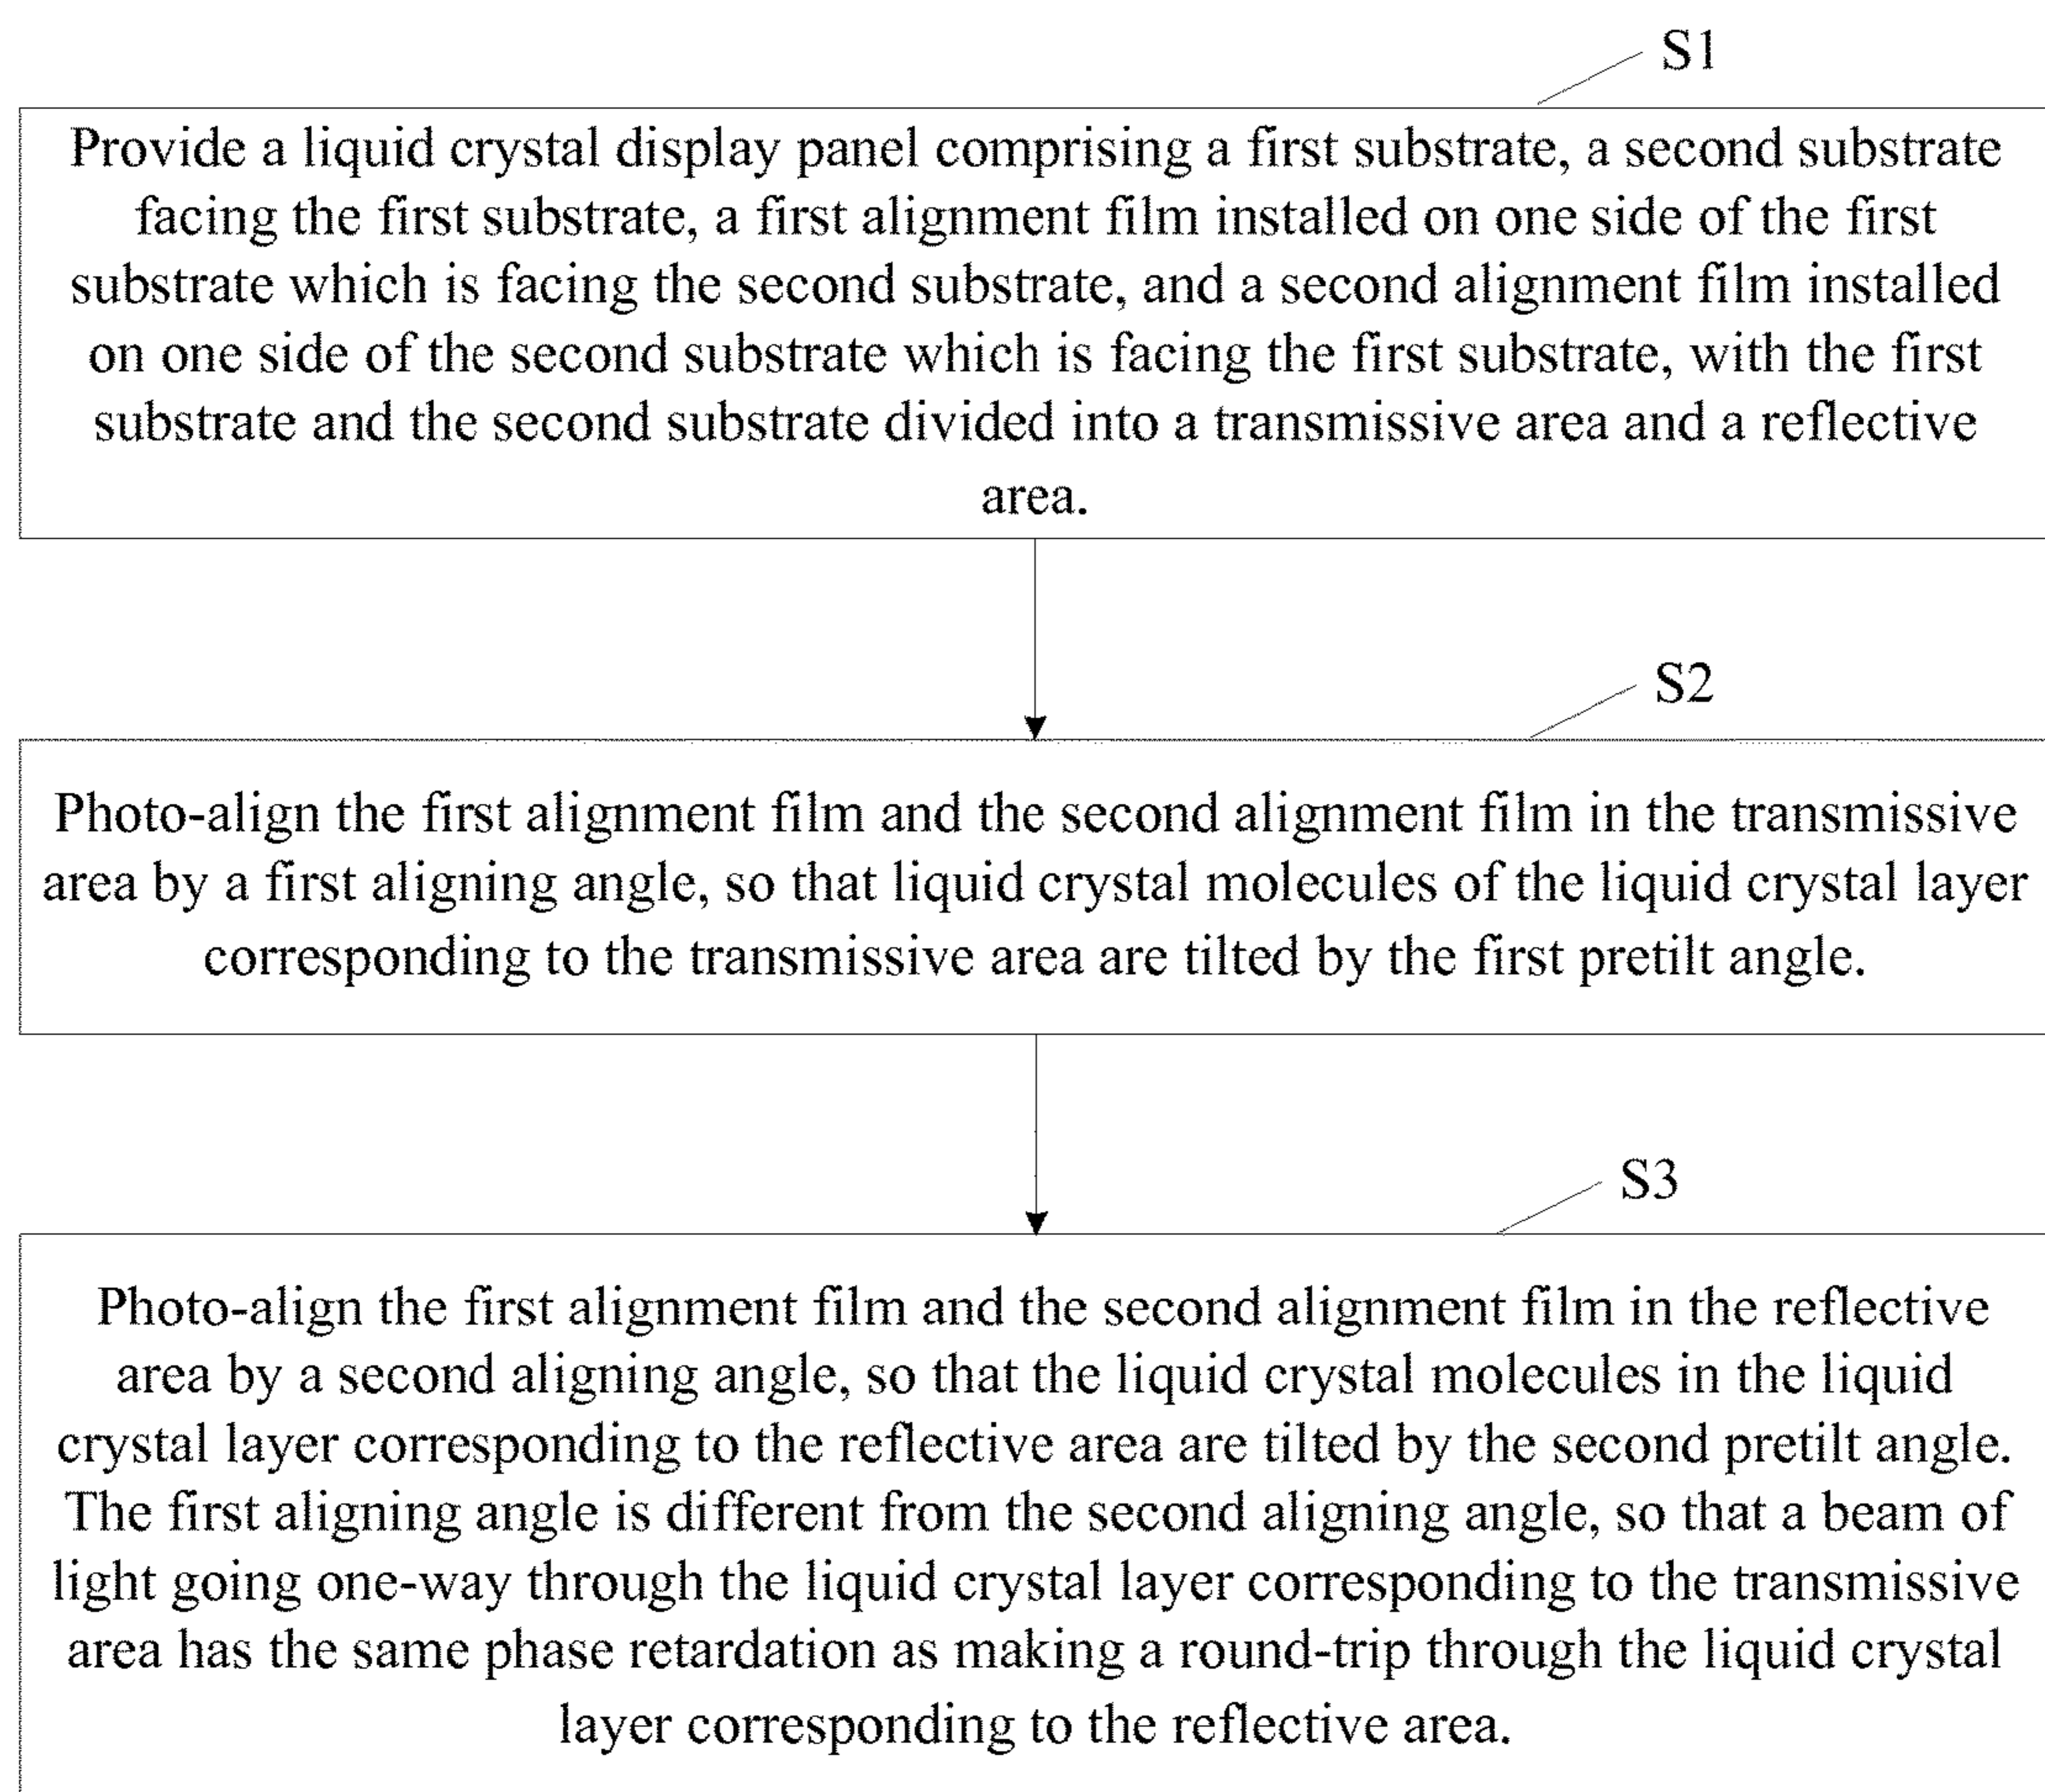 S1
Provide a liquid crystal display panel comprising a first substrate, a second substrate
facing the first substrate, a first alignment film installed on one side of the first
substrate which is facing the second substrate, and a second alignment film installed
on one side of the second substrate which is facing the first substrate, with the first
substrate and the second substrate divided into a transmissive area and a reflective
area.
S2
Photo-align the first alignment film and the second alignment film in the transmissive
area by a first aligning angle, so that liquid crystal molecules of the liquid crystal layer
corresponding to the transmissive area are tilted by the first pretilt angle.
S3
Photo-align the first alignment film and the second alignment film in the reflective
area by a second aligning angle, so that the liquid crystal molecules in the liquid
crystal layer corresponding to the reflective area are tilted by the second pretilt angle.
The first aligning angle is different from the second aligning angle, so that a beam of
light going one-way through the liquid crystal layer corresponding to the transmissive
area has the same phase retardation as making a round-trip through the liquid crystal
layer corresponding to the reflective area.